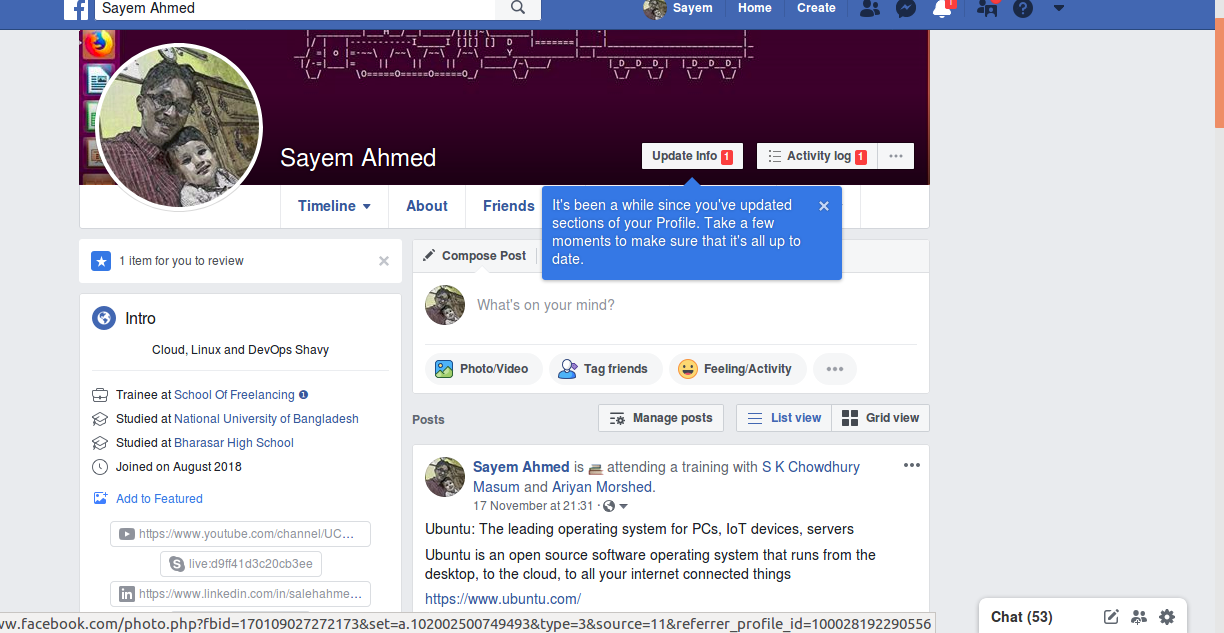 Sayem Ahmed
Sayem Home Create
Sayem Ahmed
Update Info 1
Activity log 1
Timeline About Friends
It's been a while since you've updated
sections of your Profile. Take a few
moments to make sure that it's all up to
date.
1 item for you to review
Intro
Cloud, Linux and DevOps Shavy
Trainee at School Of Freelancing
Studied at National University of Bangladesh
Studied at Bharasar High School
Joined on August 2018
Add to Featured
https://www.youtube.com/channel/UC...
live:d9ff41d3c20cb3ee
https://www.linkedin.com/in/salehahme...
Compose Post
What's on your mind?
Photo/Video Tag friends Feeling/Activity
Posts Manage posts List view Grid view
Sayem Ahmed is attending a training with S K Chowdhury
Masum and Ariyan Morshed.
17 November at 21:31 ·
Ubuntu: The leading operating system for PCs, IoT devices, servers
Ubuntu is an open source software operating system that runs from the
desktop, to the cloud, to all your internet connected things
https://www.ubuntu.com/
Chat (53)
vw.facebook.com/photo.php?fbid=170109027272173&set=a.102002500749493&type=3&source=11&referrer_profile_id=100028192290556